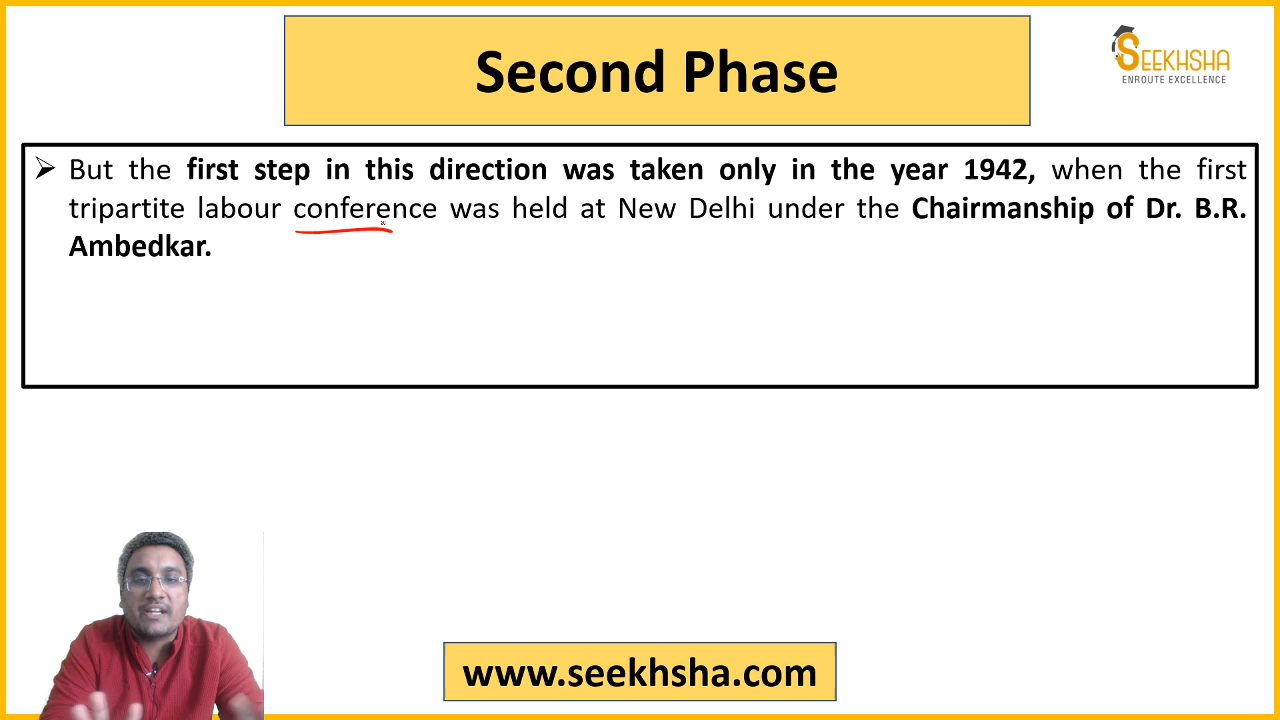 Second Phase
SEEKHSHA
ENROUTE EXCELLENCE
But the first step in this direction was taken only in the year 1942, when the first
tripartite labour conference was held at New Delhi under the Chairmanship of Dr. B.R.
Ambedkar.
www.seekhsha.com